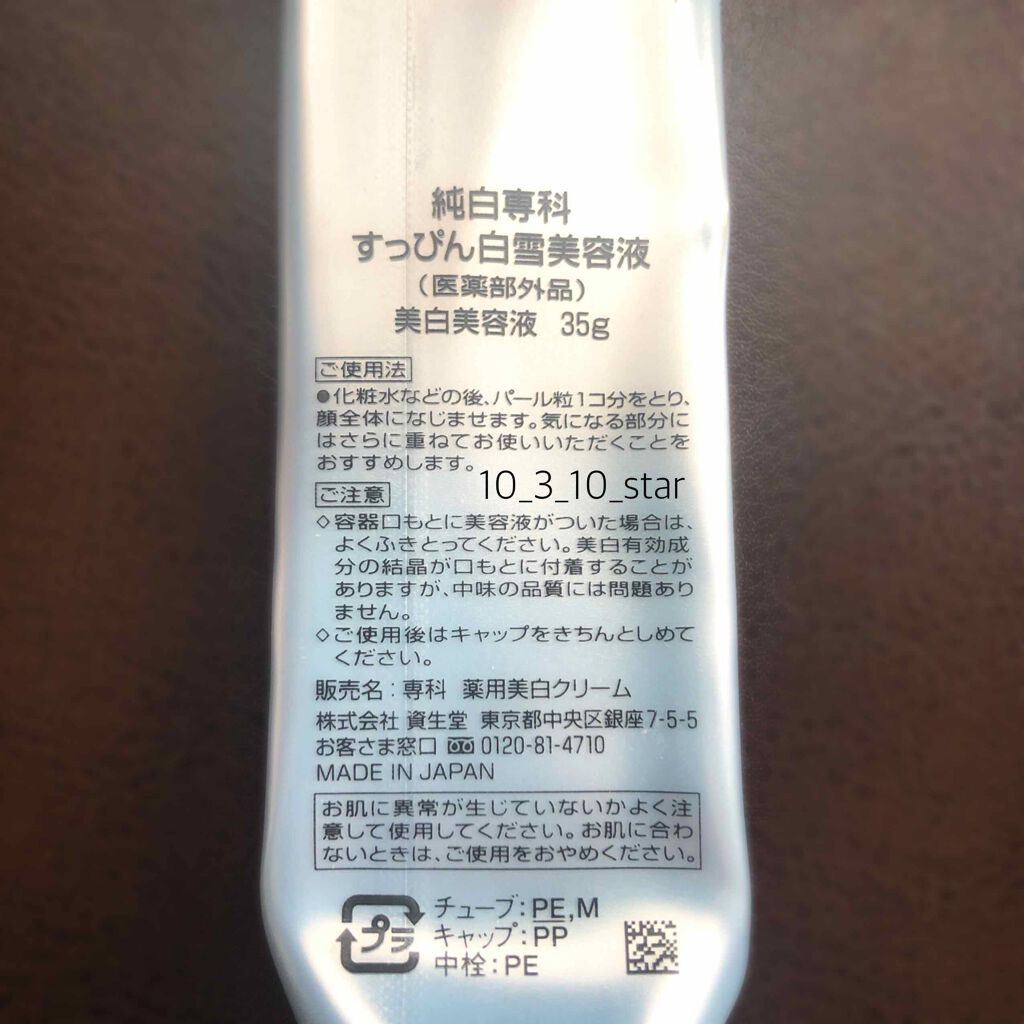 純白専科
すっぴん白雪美容液
（医薬部外品）
美白美容液 35g
ご使用法
●化粧水などの後、パール粒1コ分をとり、
顔全体になじませます。気になる部分に
はさらに重ねてお使いいただくことを
おすすめします。
10_3_10_star
ご注意
◇容器口もとに美容液がついた場合は、
よくふきとってください。美白有効成
分の結晶が口もとに付着することが
ありますが、中味の品質には問題あり
ません。
◇ご使用後はキャップをきちんとしめて
ください。
販売名：専科 薬用美白クリーム
株式会社 資生堂 東京都中央区銀座7-5-5
お客さま窓口 0120-81-4710
MADE IN JAPAN
お肌に異常が生じていないかよく注
意して使用してください。お肌に合わ
ないときは、ご使用をおやめください。
プラ
チューブ：PE,M
キャップ：PP
中栓：PE